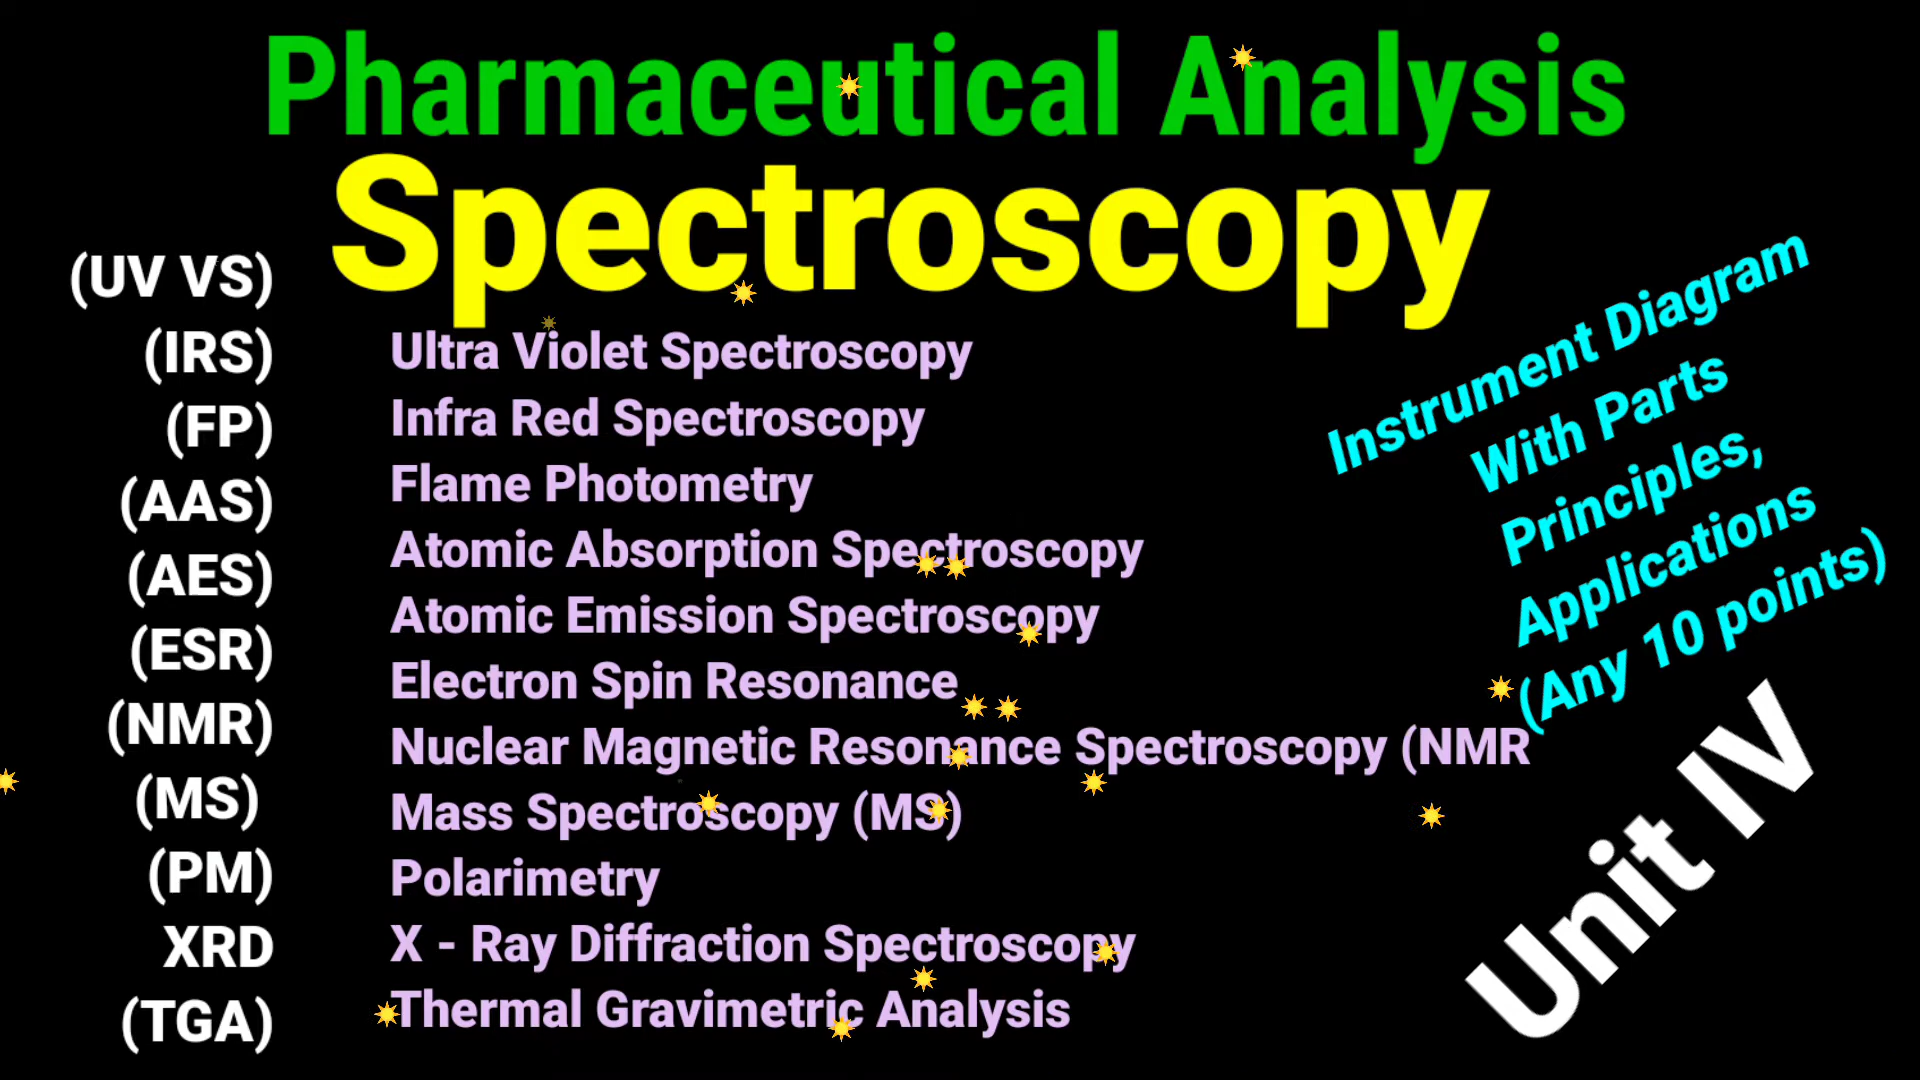 Pharmaceutical Analysis
Spectroscopy
(UV VS)
(IRS)
(FP)
(AAS)
(AES)
(ESR)
(NMR)
(MS)
(PM)
XRD
(TGA)
Ultra Violet Spectroscopy
Infra Red Spectroscopy
Flame Photometry
Atomic Absorption Spectroscopy
Atomic Emission Spectroscopy
Electron Spin Resonance
Nuclear Magnetic Resonance Spectroscopy (NMR
Mass Spectroscopy (MS)
Polarimetry
X - Ray Diffraction Spectroscopy
Thermal Gravimetric Analysis
Instrument Diagram
With Parts
Principles,
Applications
(Any 10 points)
Unit IV